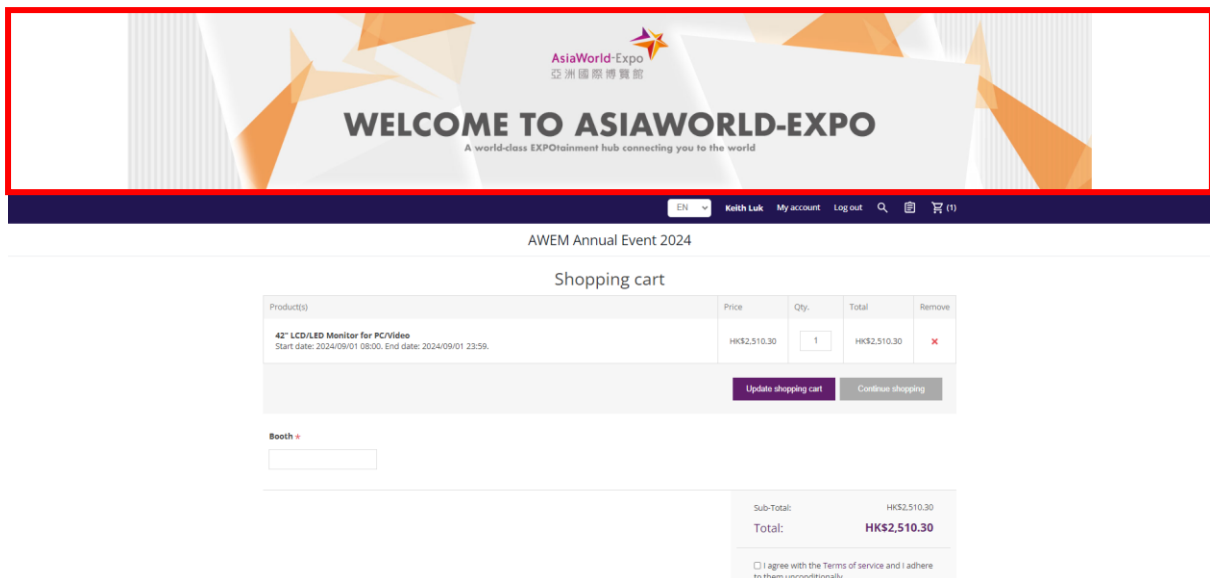 AsiaWorld-Expo
亞洲國際博覽館
WELCOME TO ASIAWORLD-EXPO
A world-class EXPOtainment hub connecting you to the world
EN Keith Luk My account Log out (1)
AWEM Annual Event 2024
Shopping cart
Product(s) Price Qty. Total Remove
42" LCD/LED Monitor for PC/Video
Start date: 2024/09/01 08:00. End date: 2024/09/01 23:59.
HK$2,510.30 1 HK$2,510.30
Update shopping cart Continue shopping
Booth *
Sub-Total: HK$2,510.30
Total: HK$2,510.30
I agree with the Terms of service and I adhere
to them unconditionally